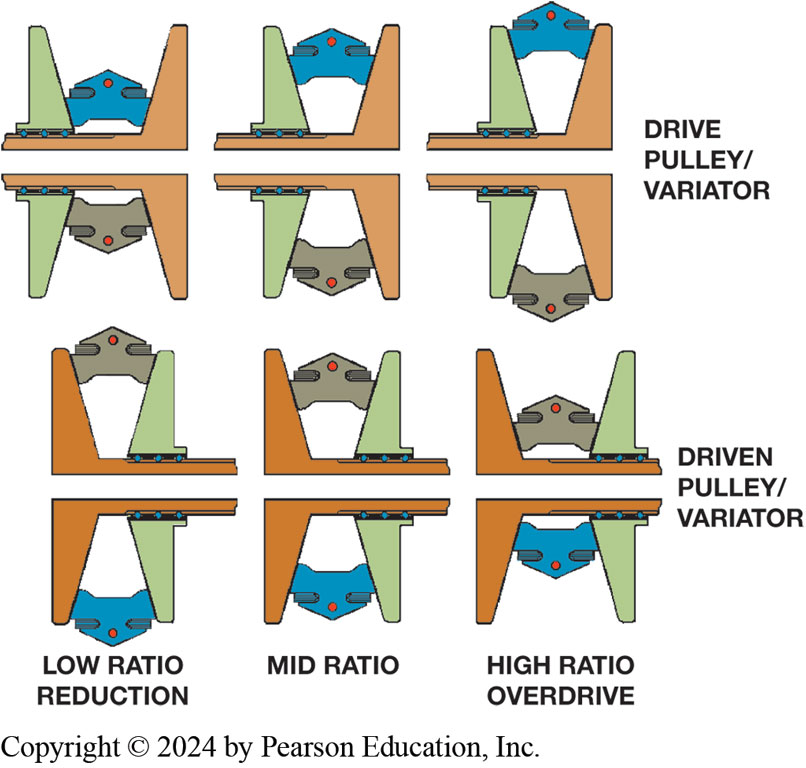 DRIVE
PULLEY/
VARIATOR
DRIVEN
PULLEY/
VARIATOR
LOW RATIO
REDUCTION
MID RATIO
HIGH RATIO
OVERDRIVE
Copyright © 2024 by Pearson Education, Inc.